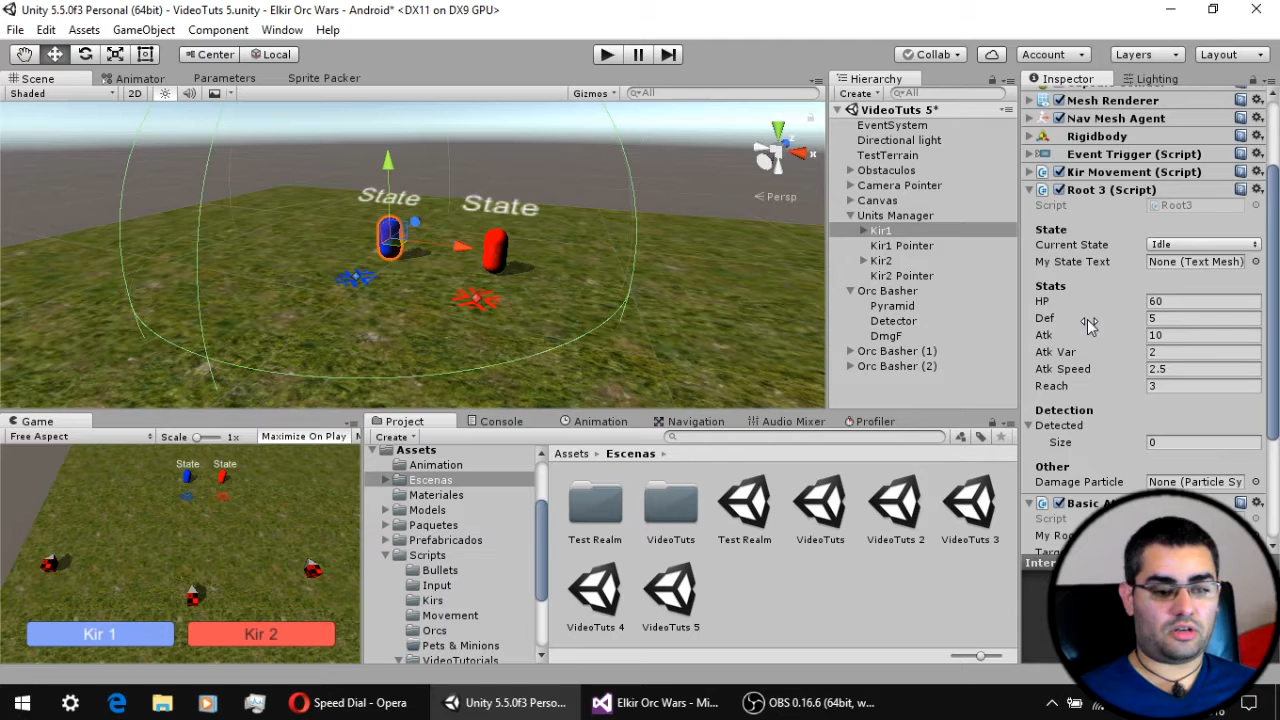 Unity 5.5.0f3 Personal (64bit) - VideoTuts 5.unity - Elkir Orc Wars - Android* <DX11 on DX9 GPU>
File Edit Assets GameObject Component Window Help
Center Local Collab Account Layers Layout
Scene Animator Parameters Sprite Packer
Shaded 2D Gizmos All
State State
x z
Persp
Hierarchy
Create All
VideoTuts 5*
EventSystem
Directional light
TestTerrain
Obstaculos
Camera Pointer
Canvas
Units Manager
Kir1
Kir1 Pointer
Kir2
Kir2 Pointer
Orc Basher
Pyramid
Detector
DmgF
Orc Basher (1)
Orc Basher (2)
Inspector Lighting
Mesh Renderer
Nav Mesh Agent
Rigidbody
Event Trigger (Script)
Kir Movement (Script)
Root 3 (Script)
Script Root3
State
Current State Idle
My State Text None (Text Mesh)
Stats
HP 60
Def 5
Atk 10
Atk Var 2
Atk Speed 2.5
Reach 3
Detection
Detected
Size 0
Other
Damage Particle None (Particle Sy
Script
Game
Free Aspect Scale 1x Maximize On Play
State State
Kir 1 Kir 2
Project Console Animation Navigation Audio Mixer Profiler
Create
Assets
Animation
Escenas
Materiales
Models
Paquetes
Prefabricados
Scripts
Bullets
Input
Kirs
Movement
Orcs
Pets & Minions
VideoTutorials
Assets Escenas
Test Realm VideoTuts Test Realm VideoTuts VideoTuts 2 VideoTuts 3
VideoTuts 4 VideoTuts 5
Speed Dial - Opera Unity 5.5.0f3 Perso... Elkir Orc Wars - Mi... OBS 0.16.6 (64bit, w...